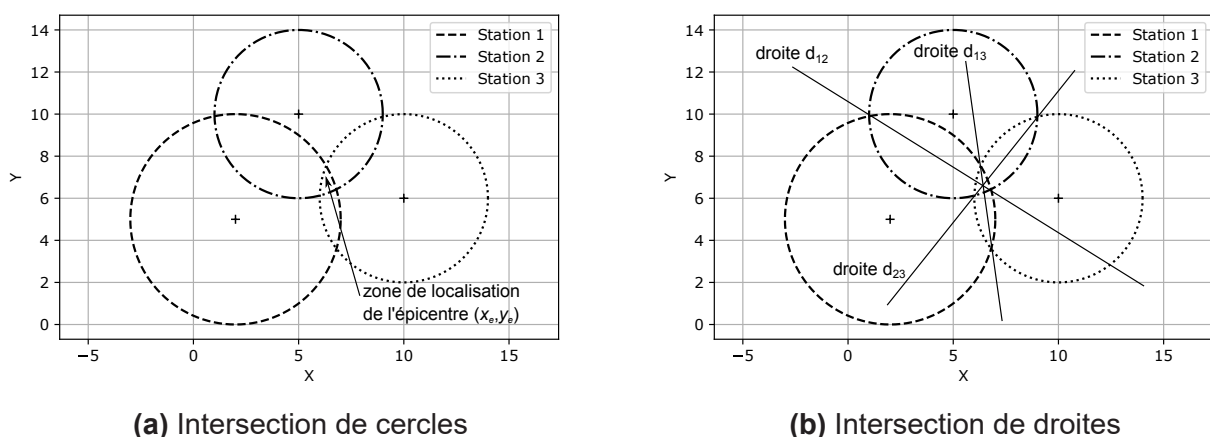 14
12
10
8
6
4
2
0
Y
−5
0
5
10
15
X
Station 1
Station 2
Station 3
zone de localisation
de l'épicentre (xₑ,yₑ)
(a) Intersection de cercles
14
12
10
8
6
4
2
0
Y
−5
0
5
10
15
X
droite d₁₂
droite d₁₃
droite d₂₃
Station 1
Station 2
Station 3
(b) Intersection de droites